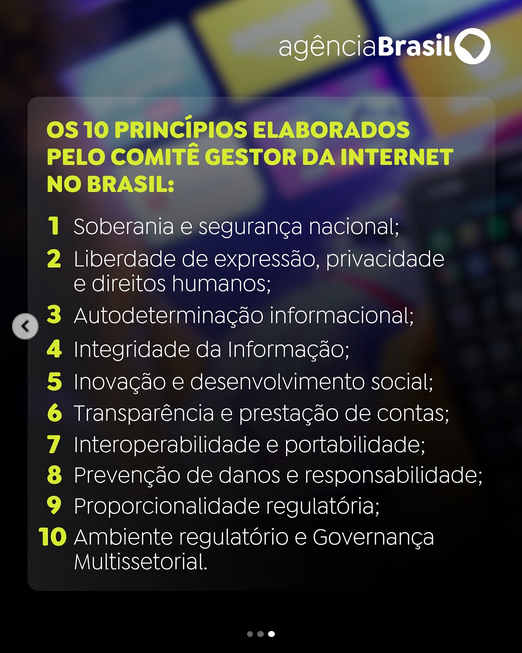 agênciaBrasil
OS 10 PRINCÍPIOS ELABORADOS
PELO COMITÊ GESTOR DA INTERNET
NO BRASIL:
1 Soberania e segurança nacional;
2 Liberdade de expressão, privacidade
e direitos humanos;
3 Autodeterminação informacional;
4 Integridade da Informação;
5 Inovação e desenvolvimento social;
6 Transparência e prestação de contas;
7 Interoperabilidade e portabilidade;
8 Prevenção de danos e responsabilidade;
9 Proporcionalidade regulatória;
10 Ambiente regulatório e Governança
Multissetorial.